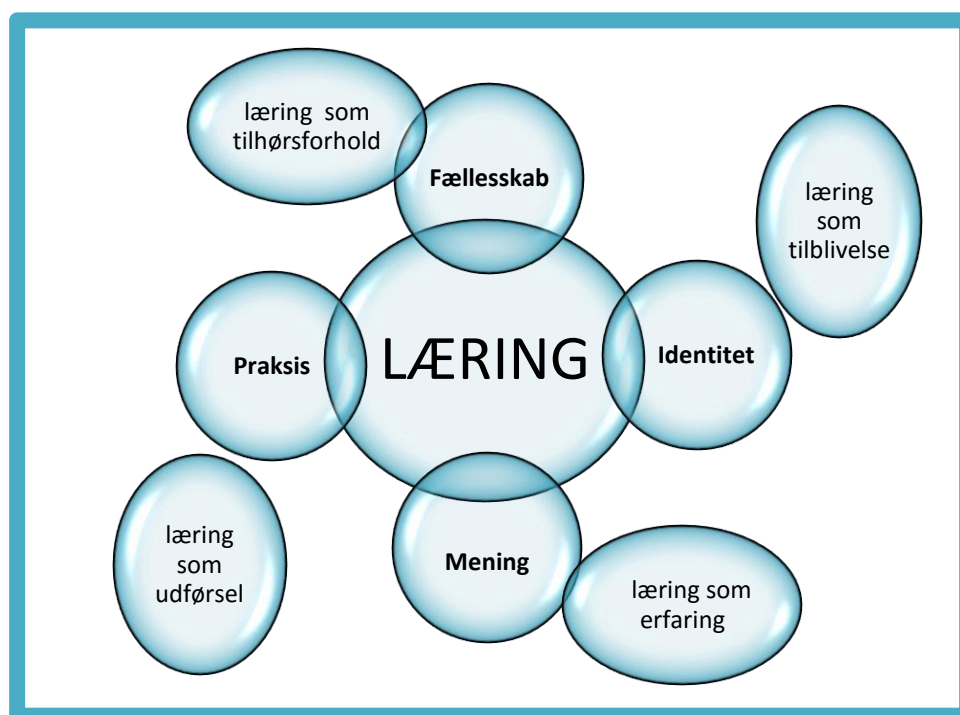 læring som
tilhørsforhold
Fællesskab
læring
som
tilblivelse
Praksis
LÆRING
Identitet
læring
som
udførsel
Mening
læring som
erfaring